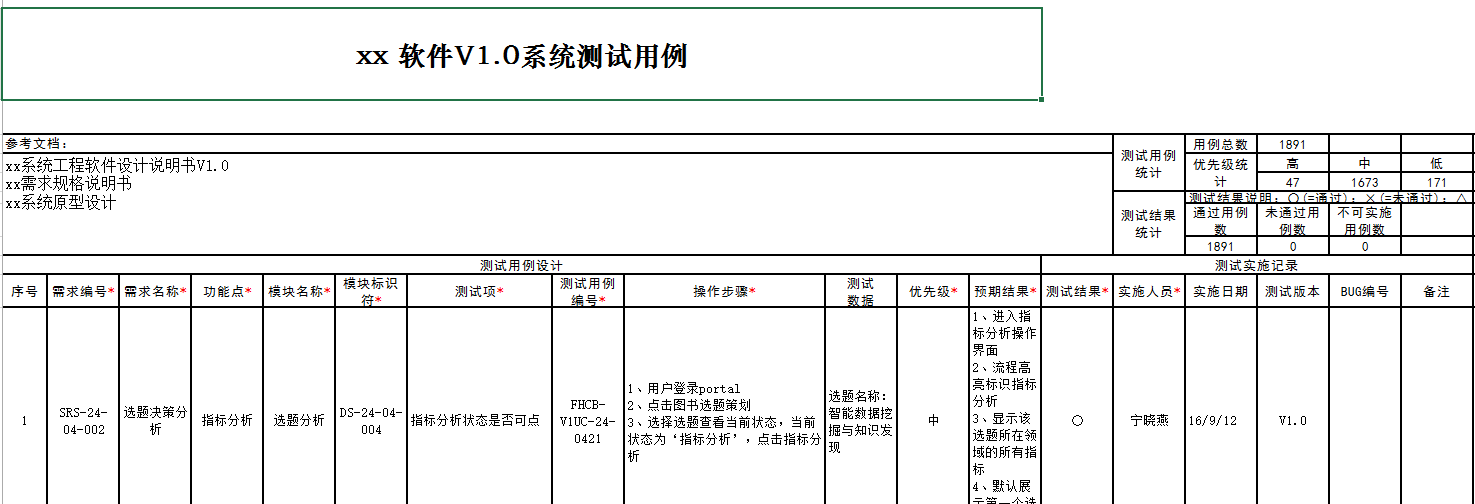 xx 软件V1.0系统测试用例
参考文档：
xx系统工程软件设计说明书V1.0
xx需求规格说明书
xx系统原型设计
测试用例
统计
用例总数 1891
优先级统
计
高 中 低
47 1673 171
测试结果
统计
测试结果说明：○(=通过)；×(=未通过)；△
通过用例
数
未通过用
例数
不可实施
用例数
1891 0 0
测试用例设计 测试实施记录
序号 需求编号* 需求名称* 功能点* 模块名称*
模块标识
符*
测试项*
测试用例
编号*
操作步骤*
测试
数据
优先级* 预期结果* 测试结果* 实施人员* 实施日期 测试版本 BUG编号 备注
1
SRS-24-
04-002
选题决策分
析
指标分析
选题分析
DS-24-04-
004
指标分析状态是否可点
FHCB-
V1UC-24-
0421
1、用户登录portal
2、点击图书选题策划
3、选择选题查看当前状态，当前
状态为‘指标分析’，点击指标分
析
选题名称：
智能数据挖
掘与知识发
现
中
1、进入指
标分析操作
界面
2、流程高
亮标识指标
分析
3、显示该
选题所在领
域的所有指
标
4、默认展
示第一个选
○
宁晓燕
16/9/12
V1.0